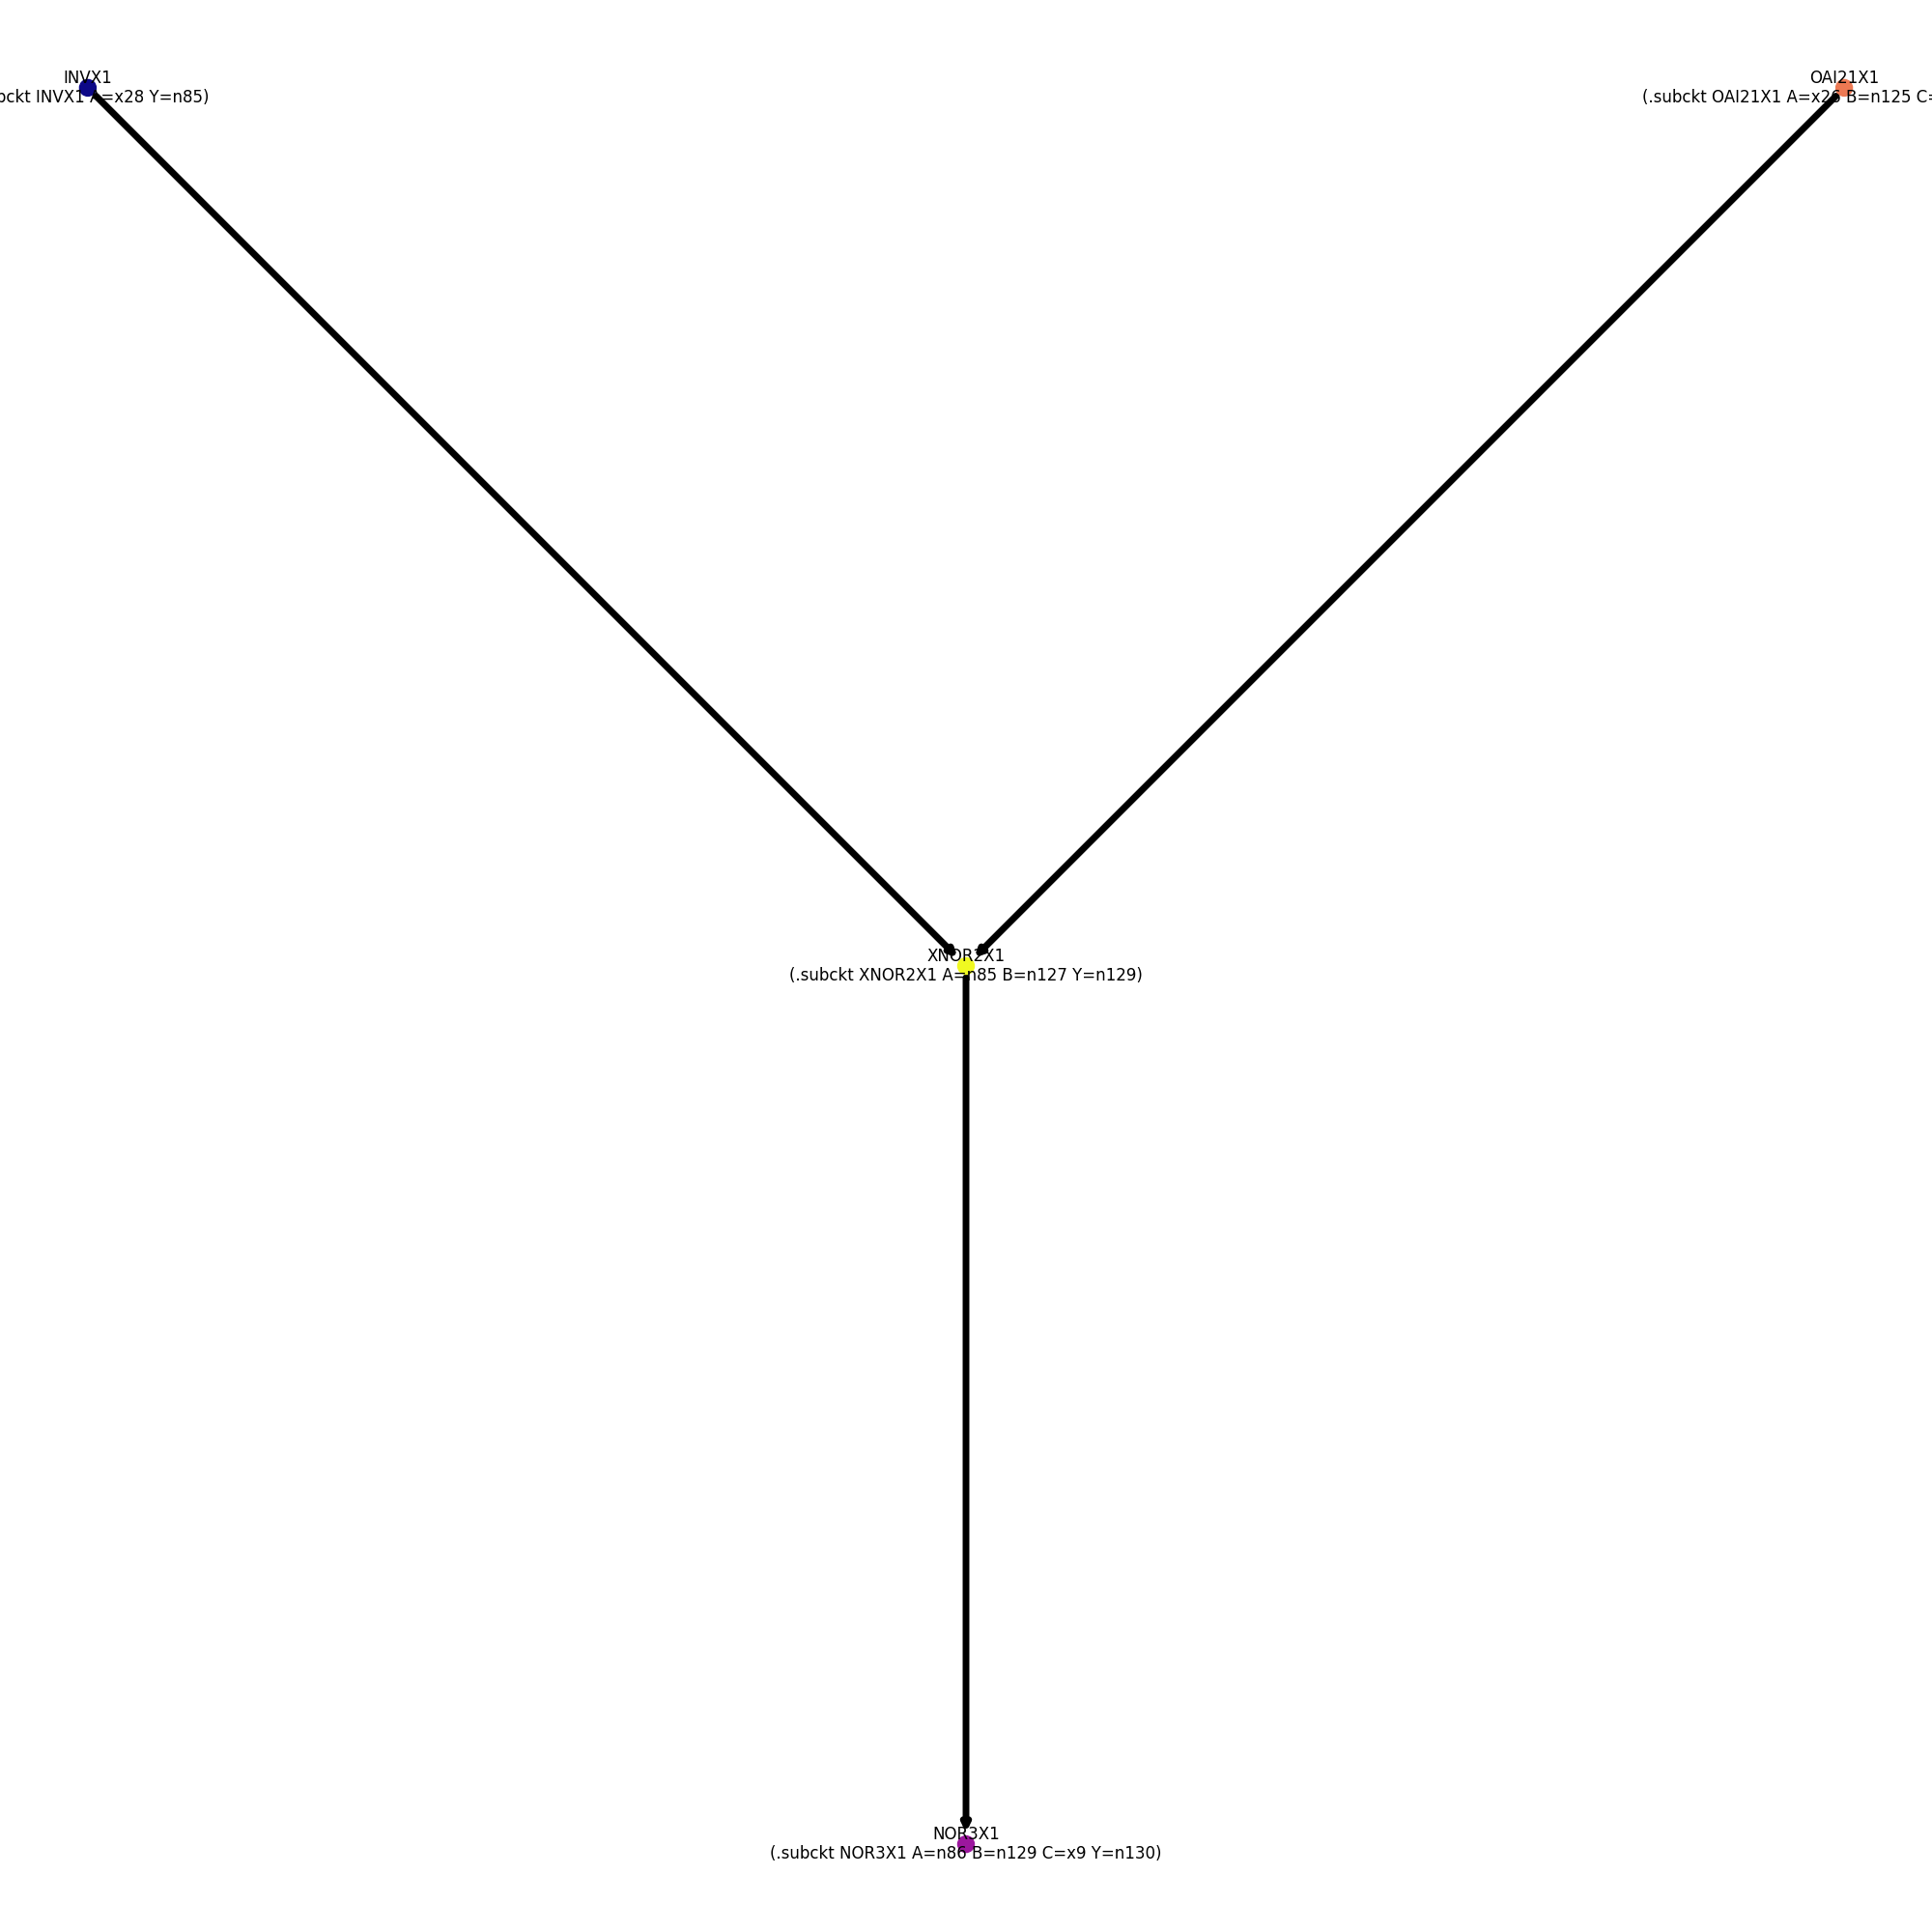 INVX1
INVX1 A=x28 Y=n85)
OAI21X1
(.subckt OAI21X1 A=x26 B=n125 C=
XNOR2X1
(.subckt XNOR2X1 A=n85 B=n127 Y=n129)
NOR3X1
(.subckt NOR3X1 A=n86 B=n129 C=x9 Y=n130)